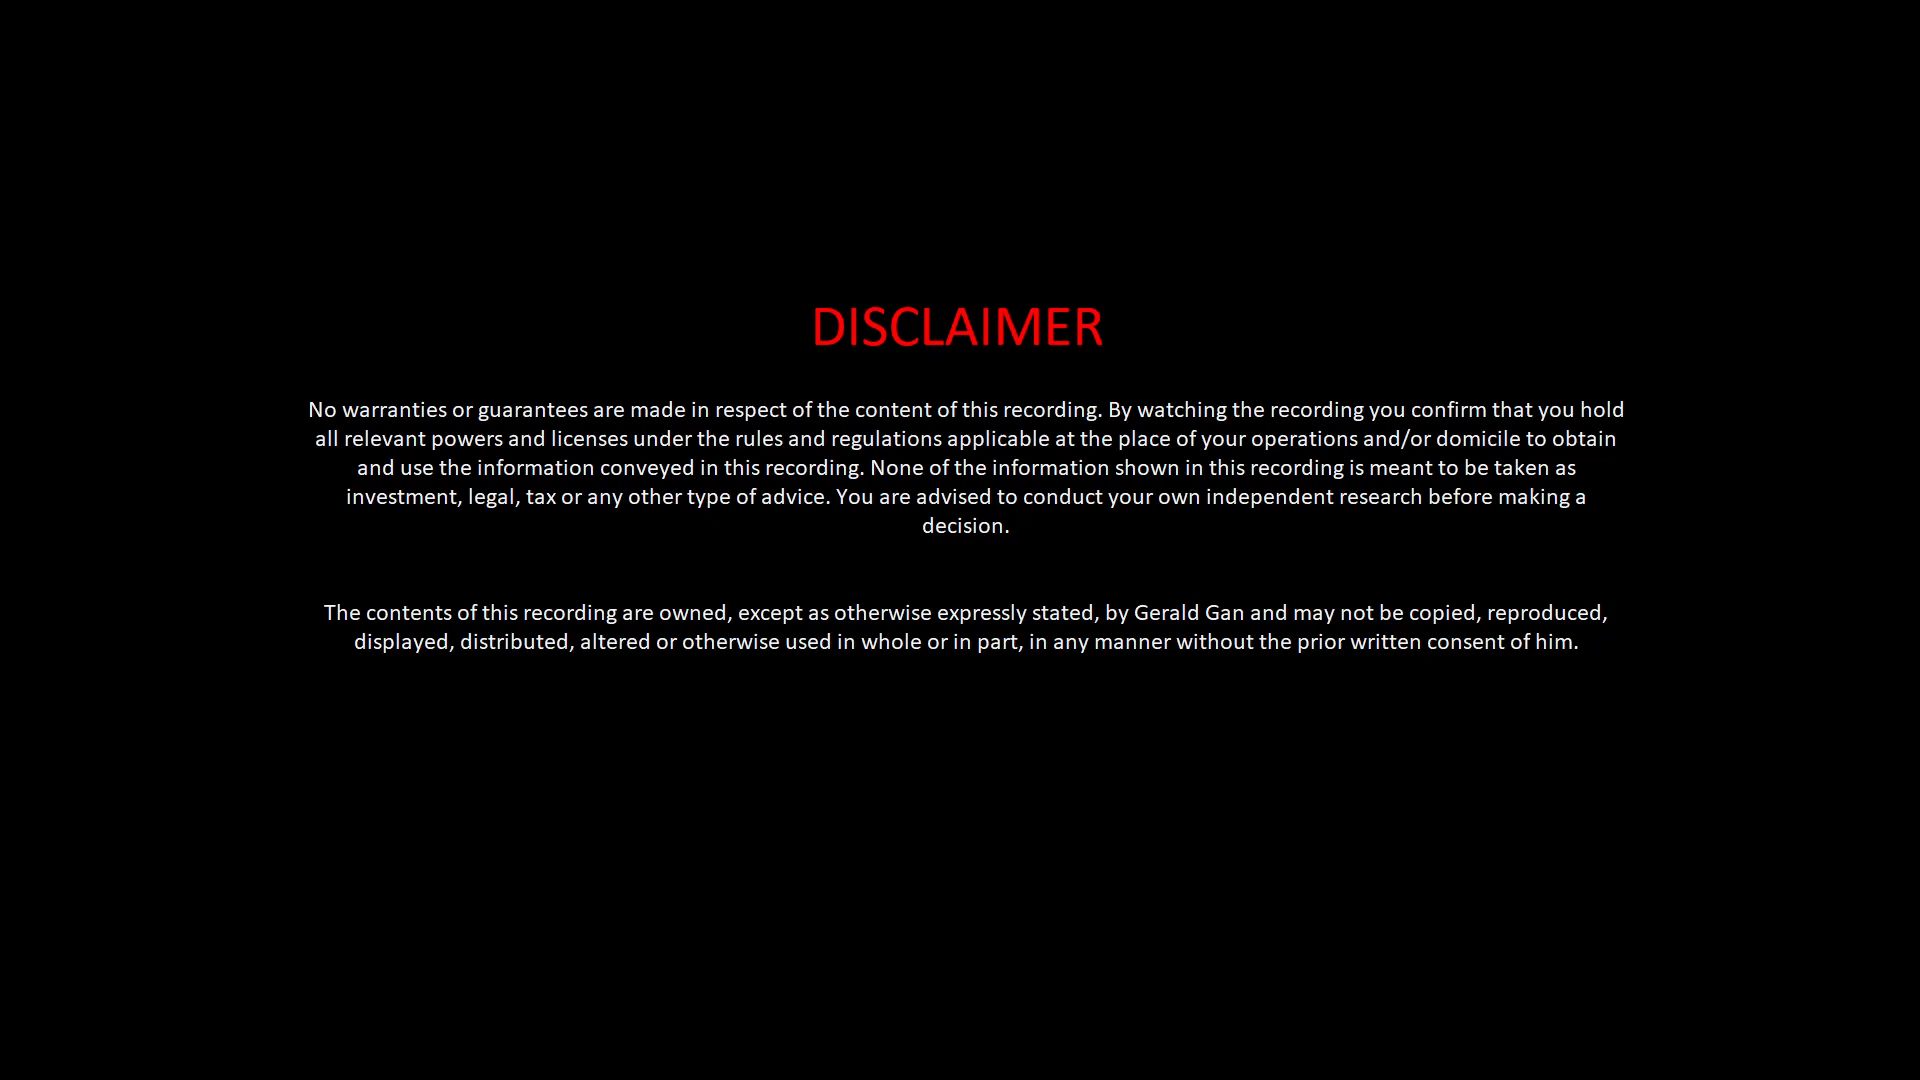 DISCLAIMER
No warranties or guarantees are made in respect of the content of this recording. By watching the recording you confirm that you hold
all relevant powers and licenses under the rules and regulations applicable at the place of your operations and/or domicile to obtain
and use the information conveyed in this recording. None of the information shown in this recording is meant to be taken as
investment, legal, tax or any other type of advice. You are advised to conduct your own independent research before making a
decision.
The contents of this recording are owned, except as otherwise expressly stated, by Gerald Gan and may not be copied, reproduced,
displayed, distributed, altered or otherwise used in whole or in part, in any manner without the prior written consent of him.